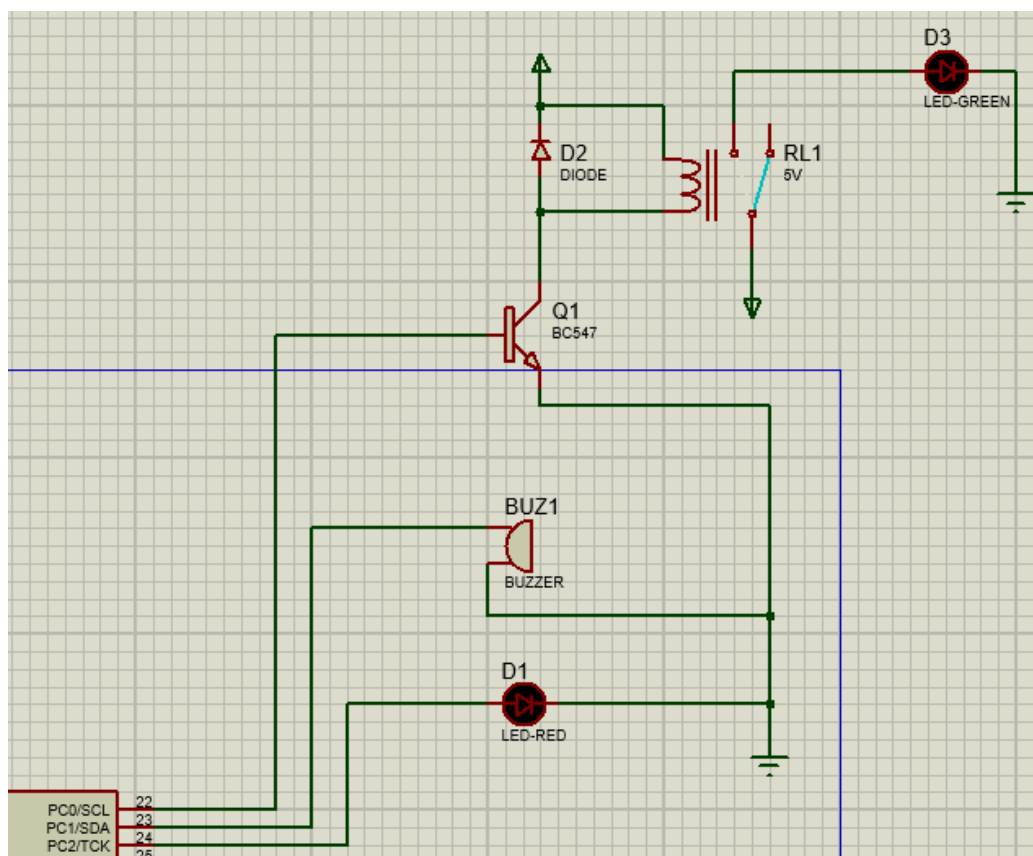 D3
LED-GREEN
D2
DIODE
RL1
5V
Q1
BC547
BUZ1
BUZZER
D1
LED-RED
PC0/SCL 22
PC1/SDA 23
PC2/TCK 24
25